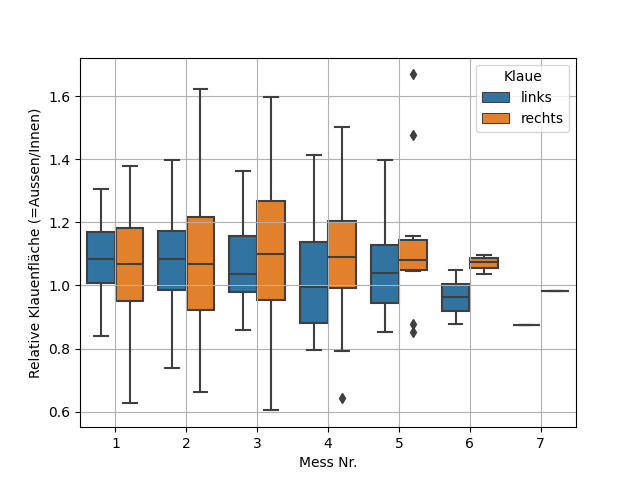 Klaue
links
rechts
1.6
1.4
1.2
1.0
0.8
0.6
Relative Klauenfläche (=Aussen/Innen)
1 2 3 4 5 6 7
Mess Nr.